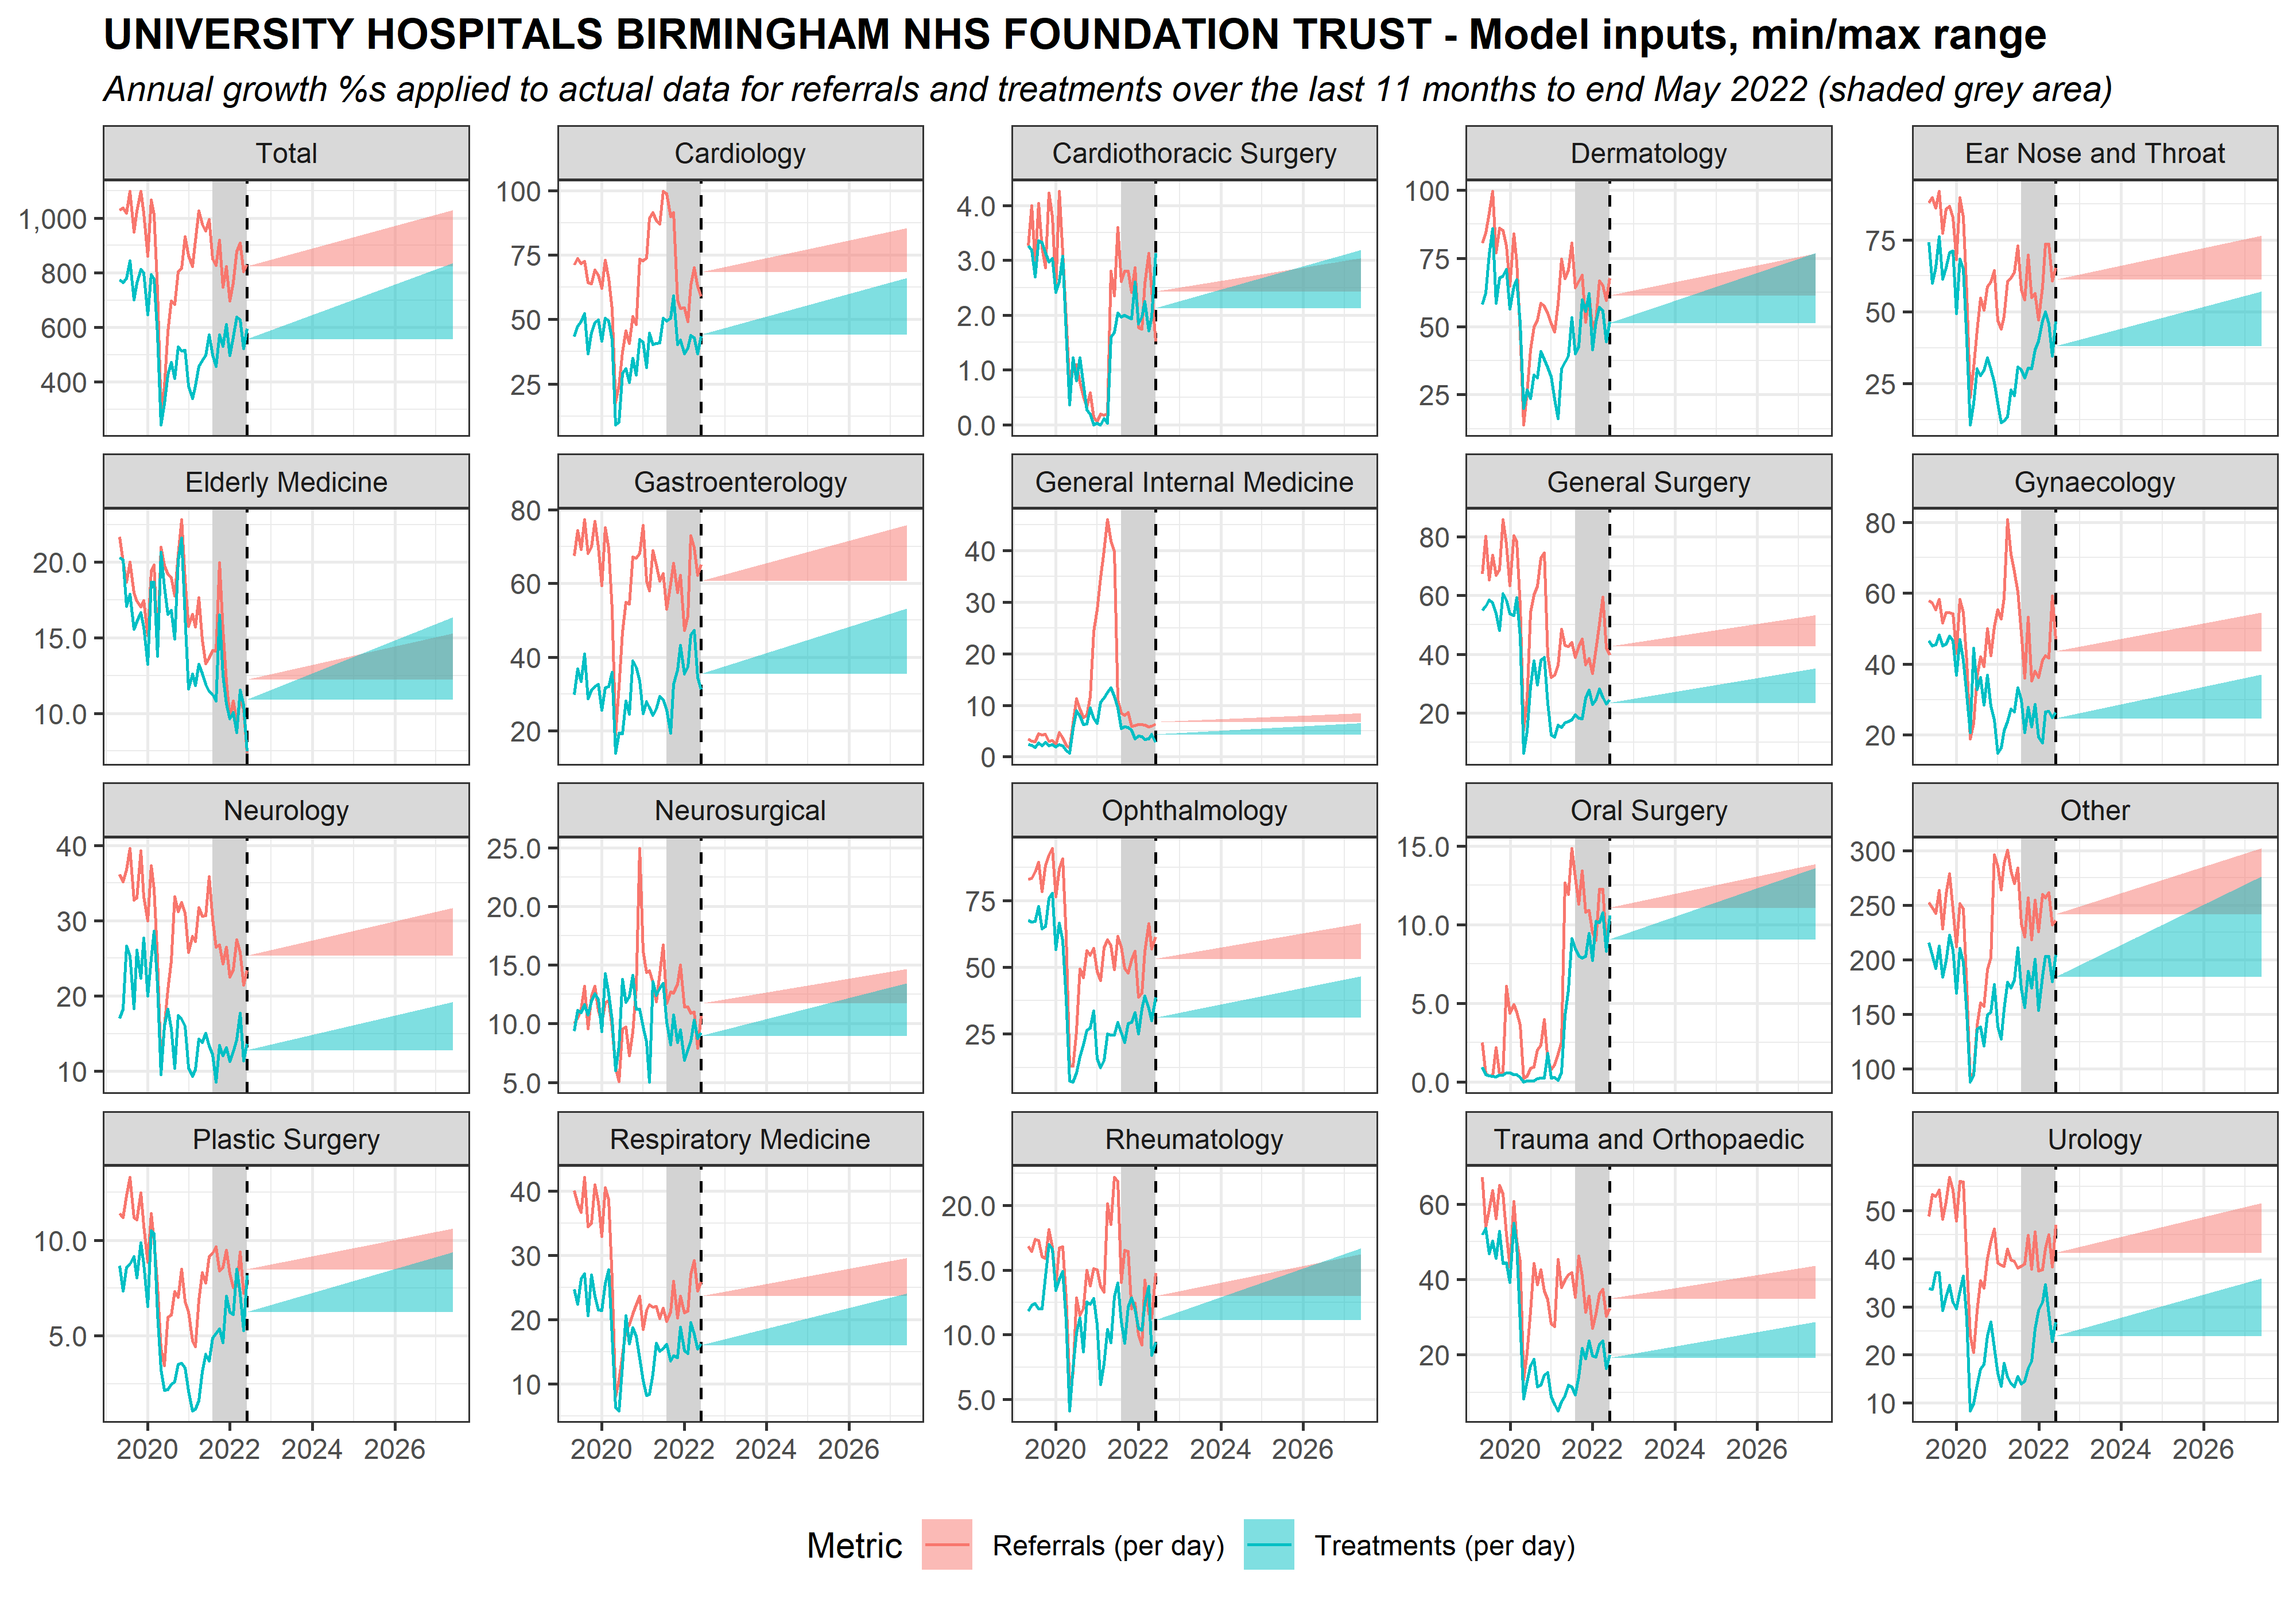 UNIVERSITY HOSPITALS BIRMINGHAM NHS FOUNDATION TRUST - Model inputs, min/max range
Annual growth %s applied to actual data for referrals and treatments over the last 11 months to end May 2022 (shaded grey area)
Total
1,000
800
600
400
Cardiology
100
75
50
25
Cardiothoracic Surgery
4.0
3.0
2.0
1.0
0.0
Dermatology
100
75
50
25
Ear Nose and Throat
75
50
25
Elderly Medicine
20.0
15.0
10.0
Gastroenterology
80
60
40
20
General Internal Medicine
40
30
20
10
0
General Surgery
80
60
40
20
Gynaecology
80
60
40
20
Neurology
40
30
20
10
Neurosurgical
25.0
20.0
15.0
10.0
5.0
Ophthalmology
75
50
25
Oral Surgery
15.0
10.0
5.0
0.0
Other
300
250
200
150
100
Plastic Surgery
10.0
5.0
2020 2022 2024 2026
Respiratory Medicine
40
30
20
10
2020 2022 2024 2026
Rheumatology
20.0
15.0
10.0
5.0
2020 2022 2024 2026
Trauma and Orthopaedic
60
40
20
2020 2022 2024 2026
Urology
50
40
30
20
10
2020 2022 2024 2026
Metric Referrals (per day) Treatments (per day)